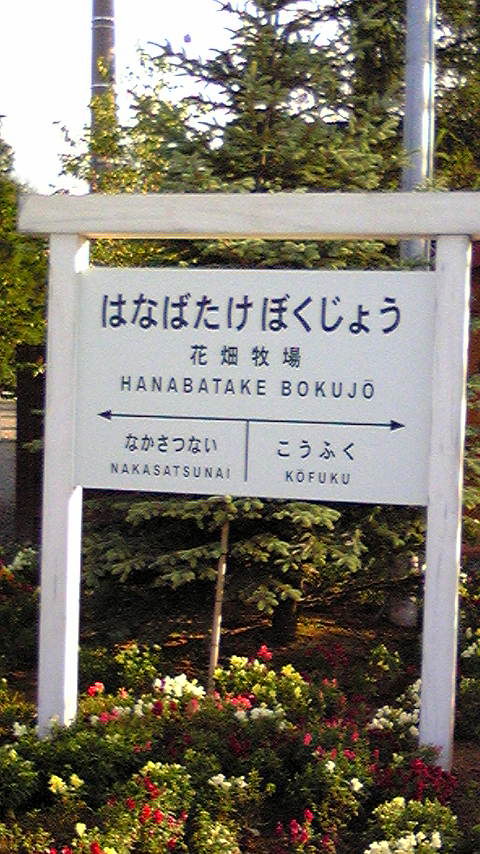 はなばたけ ぼくじょう
花畑牧場
HANABATAKE BOKUJŌ
なかさつない こうふく
NAKASATSUNAI KŌFUKU